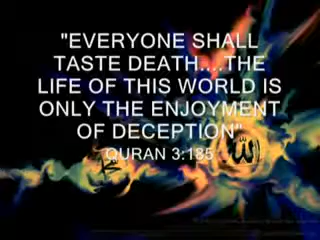 "EVERYONE SHALL
TASTE DEATH....THE
LIFE OF THIS WORLD IS
ONLY THE ENJOYMENT
OF DECEPTION"
QURAN 3:185